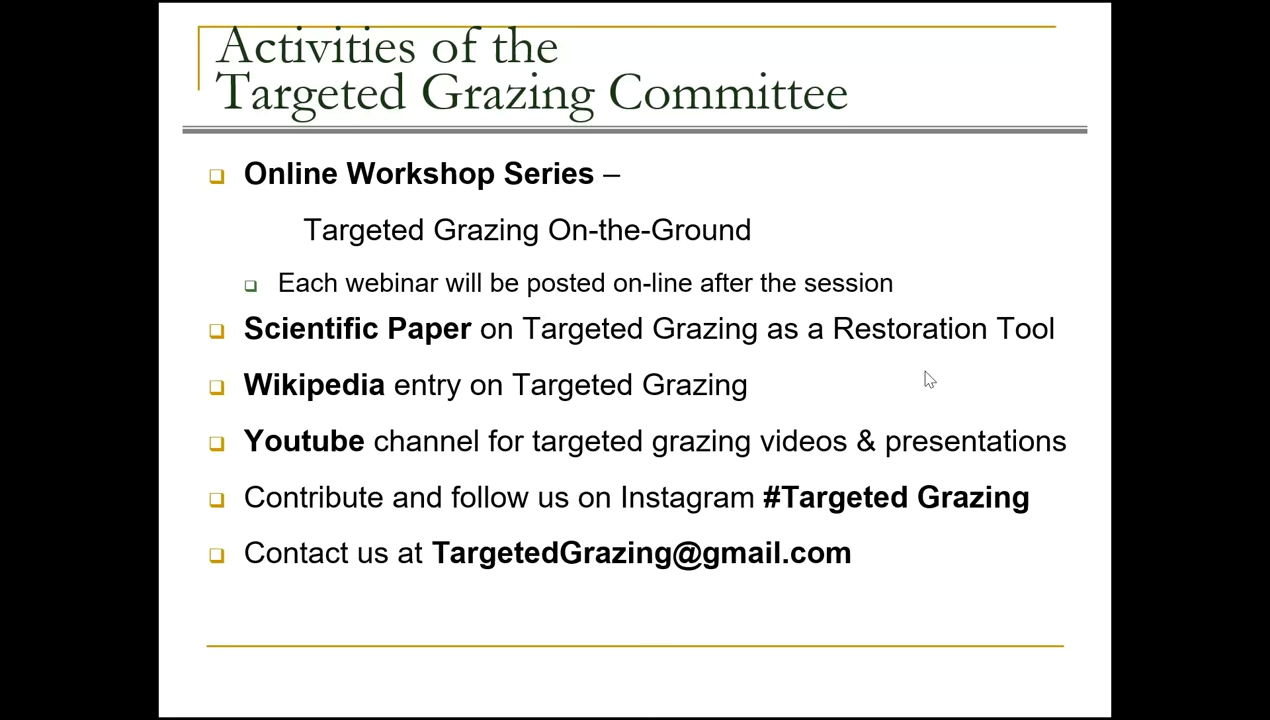 Activities of the
Targeted Grazing Committee
Online Workshop Series –
Targeted Grazing On-the-Ground
Each webinar will be posted on-line after the session
Scientific Paper on Targeted Grazing as a Restoration Tool
Wikipedia entry on Targeted Grazing
Youtube channel for targeted grazing videos & presentations
Contribute and follow us on Instagram #Targeted Grazing
Contact us at TargetedGrazing@gmail.com